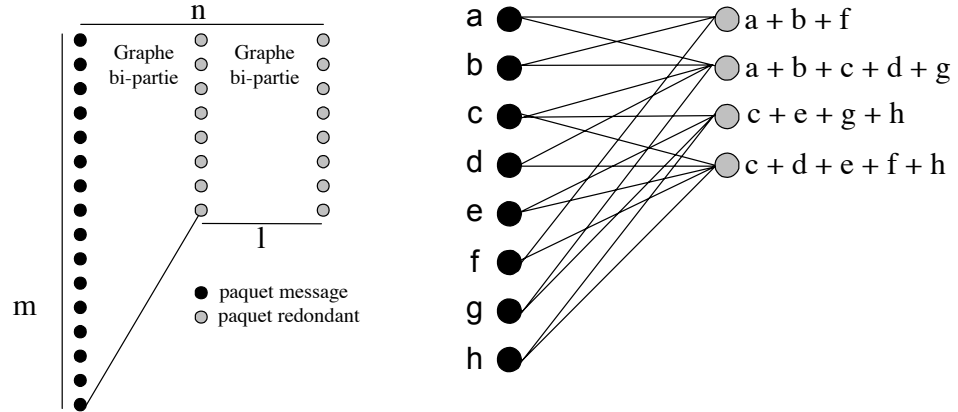 n
Graphe
bi-partie
Graphe
bi-partie
l
m
paquet message
paquet redondant
a
b
c
d
e
f
g
h
a + b + f
a + b + c + d + g
c + e + g + h
c + d + e + f + h